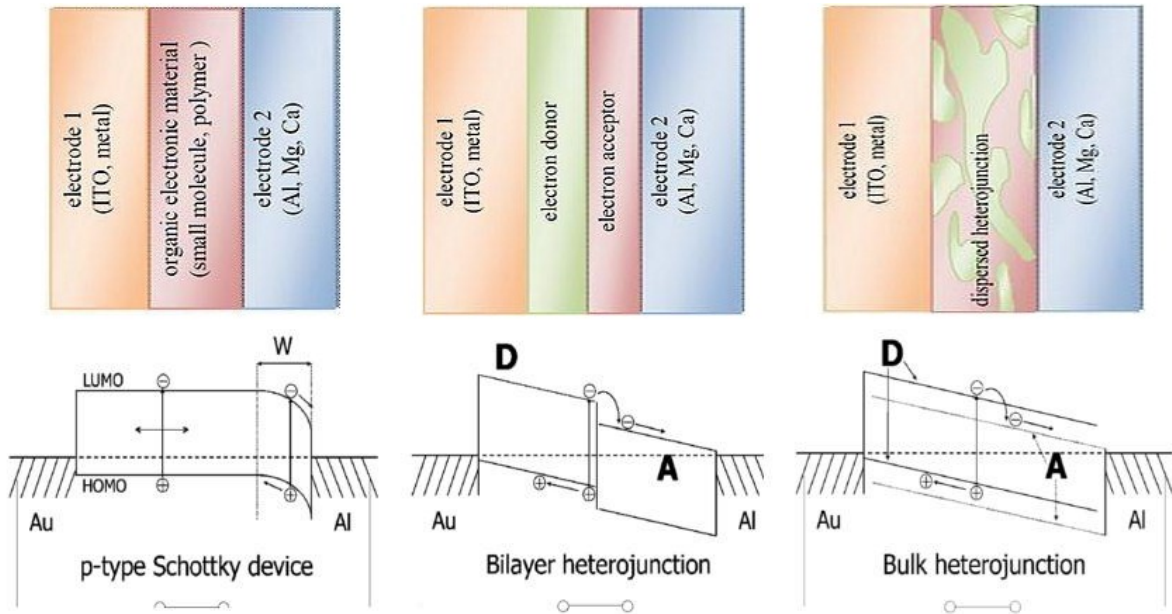 electrode 1
(ITO, metal)
organic electronic material
(small molecule, polymer )
electrode 2
(Al, Mg, Ca)
electrode 1
(ITO, metal)
electron donor
electron acceptor
electrode 2
(Al, Mg, Ca)
electrode 1
(ITO, metal)
dispersed heterojunction
electrode 2
(Al, Mg, Ca)
W
LUMO
HOMO
Au
Al
p-type Schottky device
D
A
Au
Al
Bilayer heterojunction
D
A
Au
Al
Bulk heterojunction